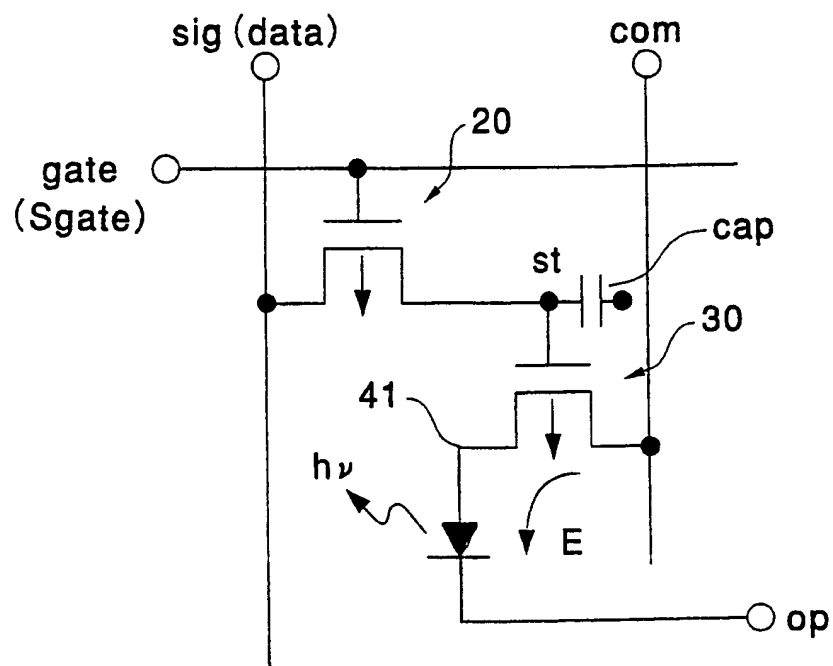 sig (data)
com
20
gate
(Sgate)
cap
st
30
41
hν
E
op